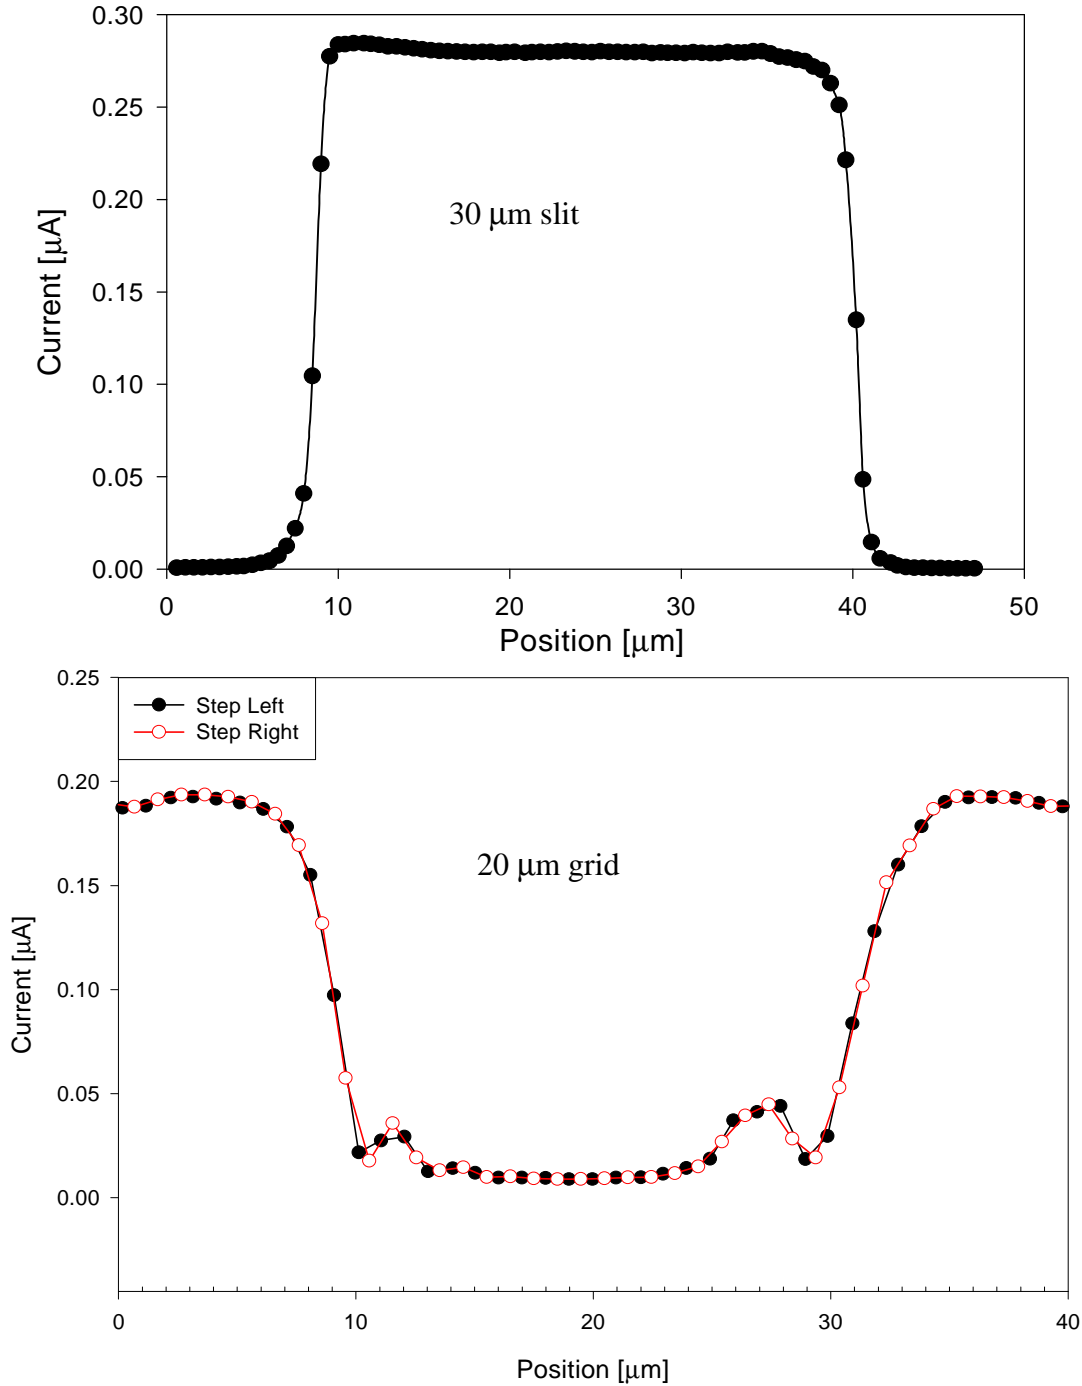 0.30
0.25
0.20
0.15
0.10
0.05
0.00
Current [μA]
30 μm slit
0 10 20 30 40 50
Position [μm]
0.25
0.20
0.15
0.10
0.05
0.00
Current [μA]
Step Left
Step Right
20 μm grid
0 10 20 30 40
Position [μm]